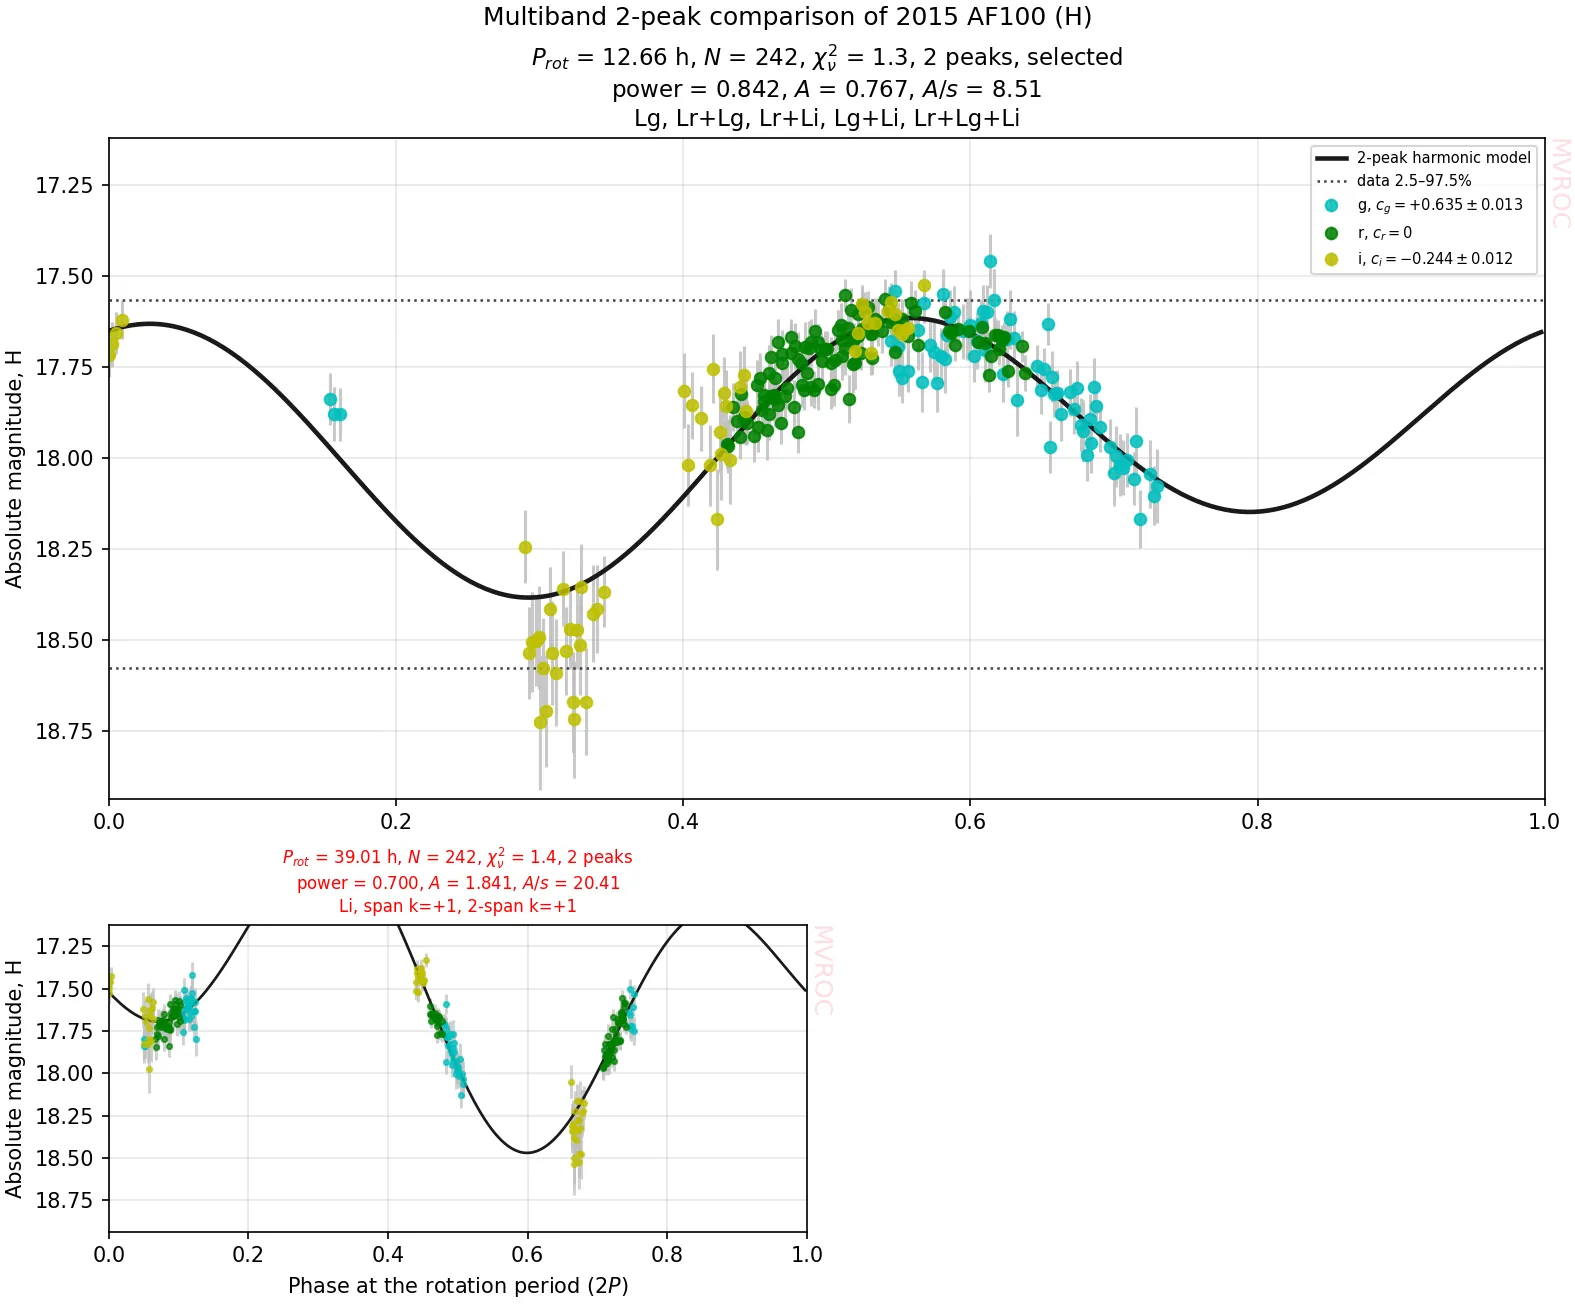 Multiband 2-peak comparison of 2015 AF100 (H)
P_rot = 12.66 h, N = 242, χ²_ν = 1.3, 2 peaks, selected
power = 0.842, A = 0.767, A/s = 8.51
Lg, Lr+Lg, Lr+Li, Lg+Li, Lr+Lg+Li
2-peak harmonic model
data 2.5–97.5%
g, c_g = +0.635 ± 0.013
r, c_r = 0
i, c_i = −0.244 ± 0.012
MVROC
Absolute magnitude, H
17.25
17.50
17.75
18.00
18.25
18.50
18.75
0.0 0.2 0.4 0.6 0.8 1.0
P_rot = 39.01 h, N = 242, χ²_ν = 1.4, 2 peaks
power = 0.700, A = 1.841, A/s = 20.41
Li, span k=+1, 2-span k=+1
MVROC
Absolute magnitude, H
17.25
17.50
17.75
18.00
18.25
18.50
18.75
0.0 0.2 0.4 0.6 0.8 1.0
Phase at the rotation period (2P)